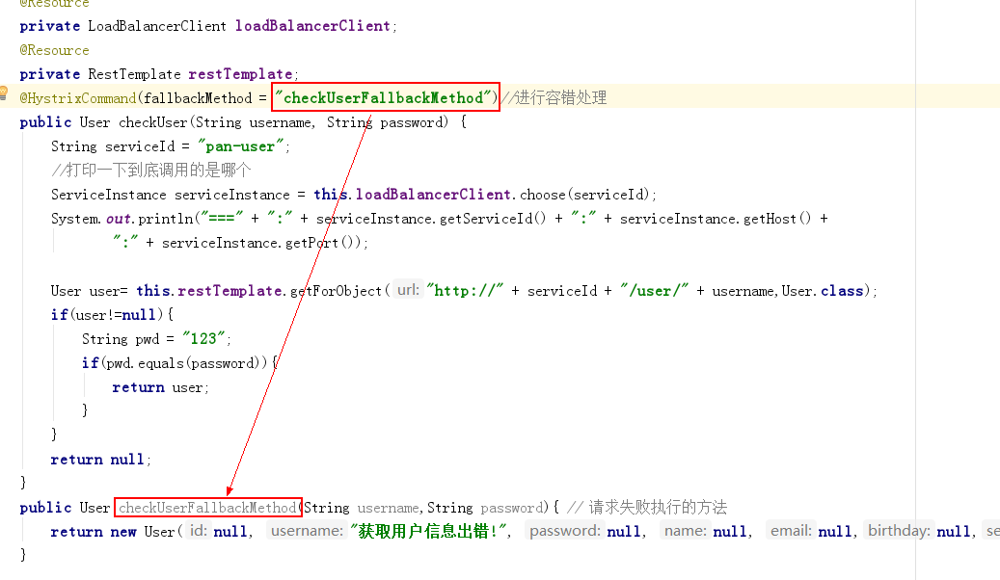 @Resource
private LoadBalancerClient loadBalancerClient;
@Resource
private RestTemplate restTemplate;
@HystrixCommand(fallbackMethod = "checkUserFallbackMethod")//进行容错处理
public User checkUser(String username, String password) {
String serviceId = "pan-user";
//打印一下到底调用的是哪个
ServiceInstance serviceInstance = this.loadBalancerClient.choose(serviceId);
System.out.println("===" + ":" + serviceInstance.getServiceId() + ":" + serviceInstance.getHost() +
":" + serviceInstance.getPort());
User user= this.restTemplate.getForObject( url: "http://" + serviceId + "/user/" + username,User.class);
if(user!=null){
String pwd = "123";
if(pwd.equals(password)){
return user;
}
}
return null;
}
public User checkUserFallbackMethod(String username,String password){ // 请求失败执行的方法
return new User( id: null, username: "获取用户信息出错!", password: null, name: null, email: null, birthday: null, se
}